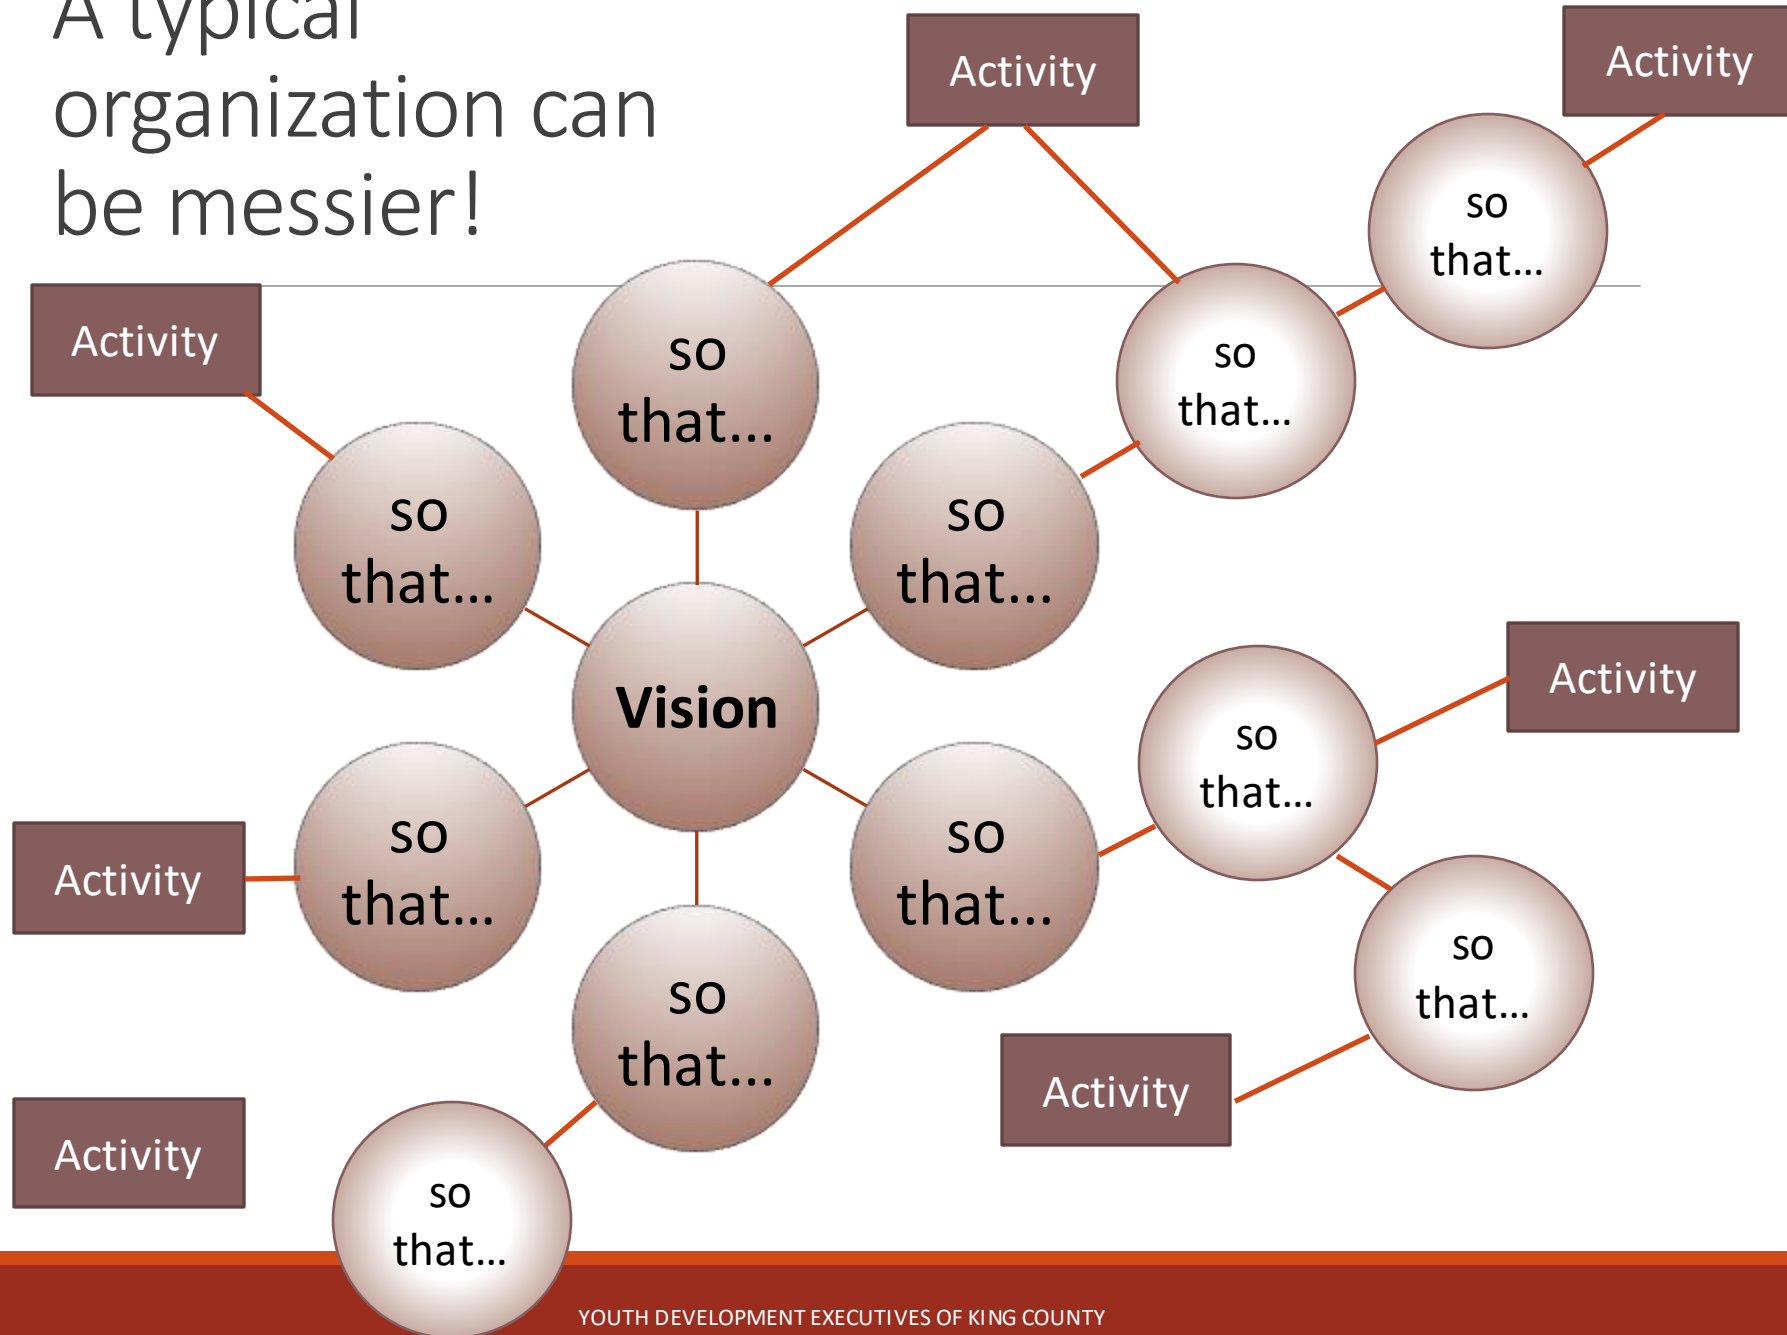 A typical
organization can
be messier!
Activity
Activity
so
that...
Activity
so
that...
so
that...
so
that...
so
that...
Activity
Vision
so
that...
so
that...
so
that...
Activity
so
that...
so
that...
Activity
Activity
so
that...
YOUTH DEVELOPMENT EXECUTIVES OF KING COUNTY